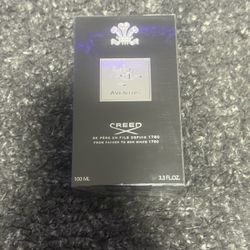 AVENTUS
CREED
DE PÈRE EN FILS DEPUIS 1760
FROM FATHER TO SON SINCE 1760
100 ML 3.3 FL.OZ.